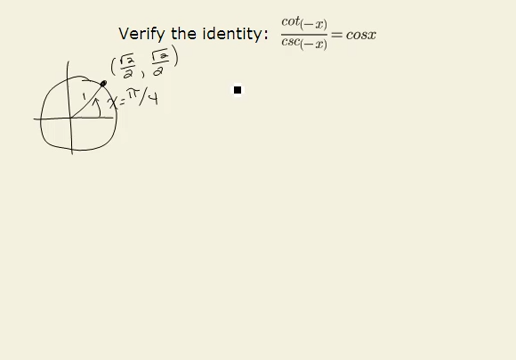 Verify the identity: cot(−x)/csc(−x) = cosx
(√2/2, √2/2)
1
x = π/4